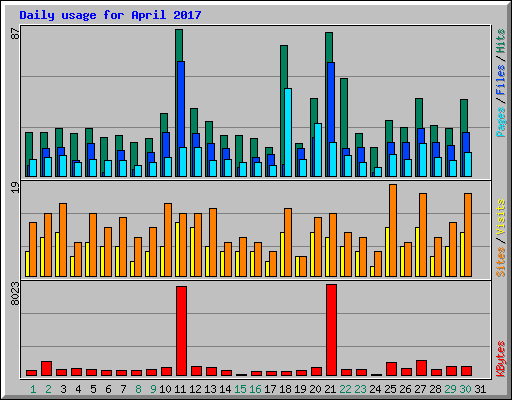 Daily usage for April 2017
87
Pages / Files / Hits
19
Sites / Visits
8023
KBytes
1 2 3 4 5 6 7 8 9 10 11 12 13 14 15 16 17 18 19 20 21 22 23 24 25 26 27 28 29 30 31